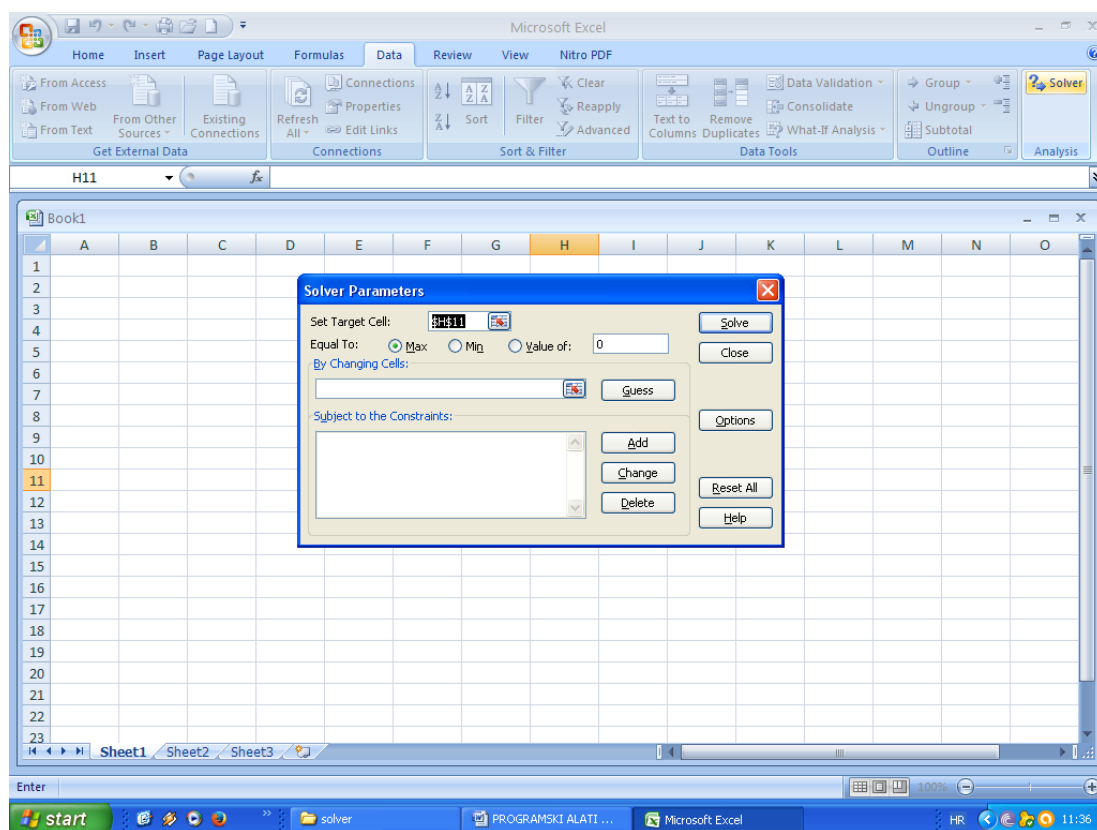 Microsoft Excel
Home Insert Page Layout Formulas Data Review View Nitro PDF
From Access
From Web
From Text
From Other Sources
Existing Connections
Get External Data
Refresh All
Connections
Properties
Edit Links
Connections
Sort
Filter
Clear
Reapply
Advanced
Sort & Filter
Text to Columns
Remove Duplicates
Data Validation
Consolidate
What-If Analysis
Data Tools
Group
Ungroup
Subtotal
Outline
Solver
Analysis
H11 fx
Book1
A B C D E F G H I J K L M N O
1
2
3
4
5
6
7
8
9
10
11
12
13
14
15
16
17
18
19
20
21
22
23
Solver Parameters
Set Target Cell: $H$11 Solve
Equal To: Max Min Value of: 0 Close
By Changing Cells:
Guess
Subject to the Constraints: Options
Add
Change
Reset All
Delete
Help
Sheet1 Sheet2 Sheet3
Enter 100%
start solver PROGRAMSKI ALATI ... Microsoft Excel HR 11:36